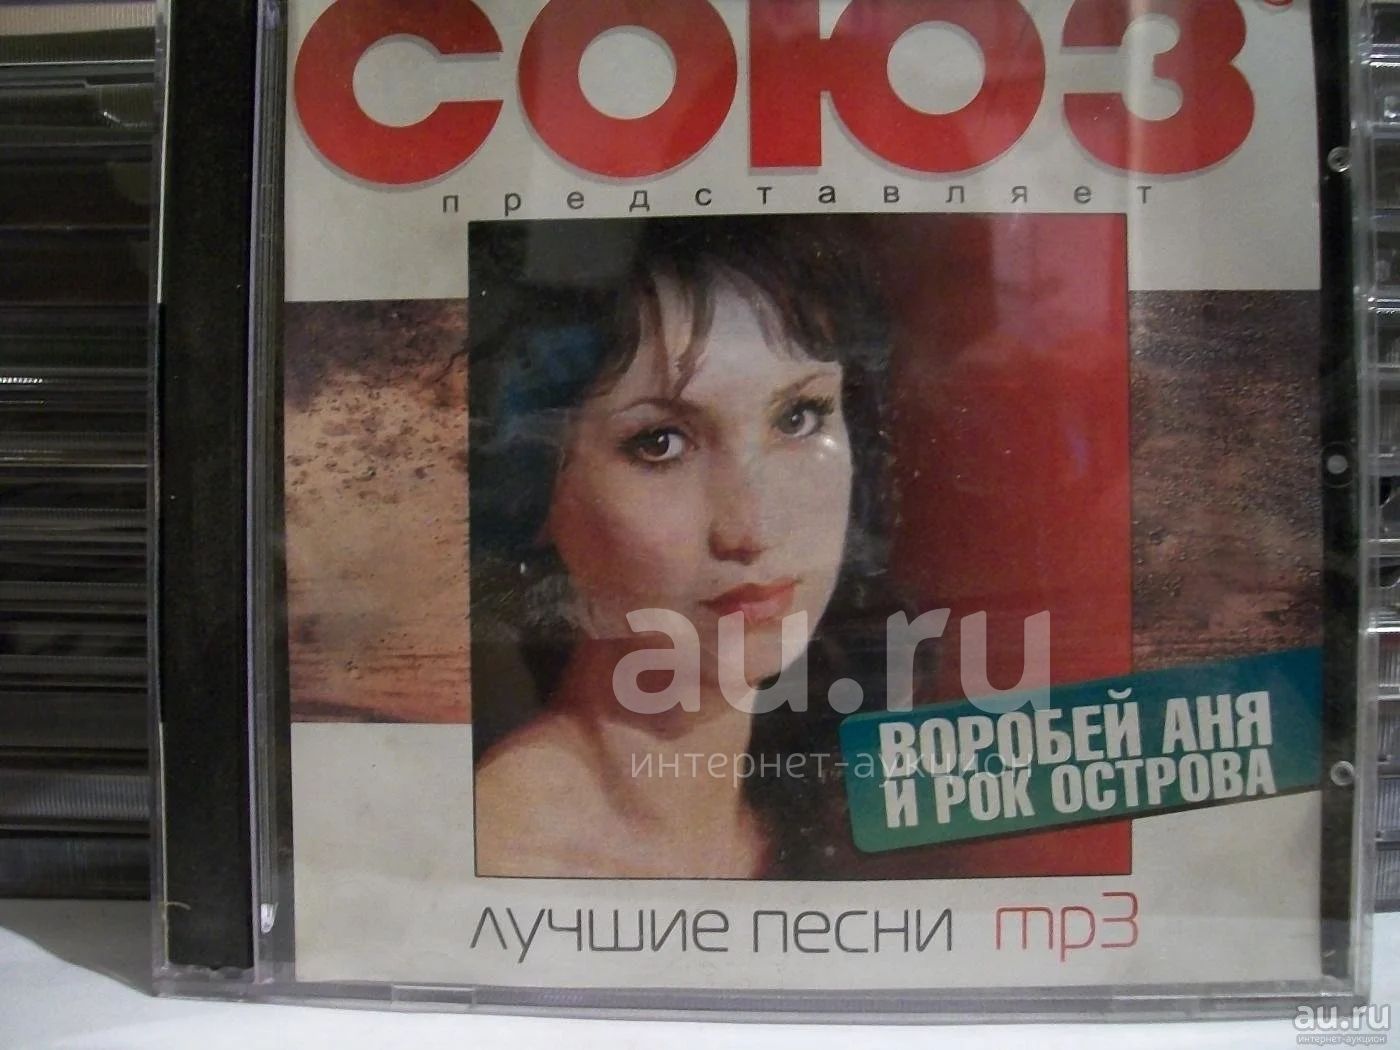 СОЮЗ
представляет
au.ru
интернет-аукцион
ВОРОБЕЙ АНЯ
И РОК ОСТРОВА
лучшие песни mp3
au.ru
интернет-аукцион